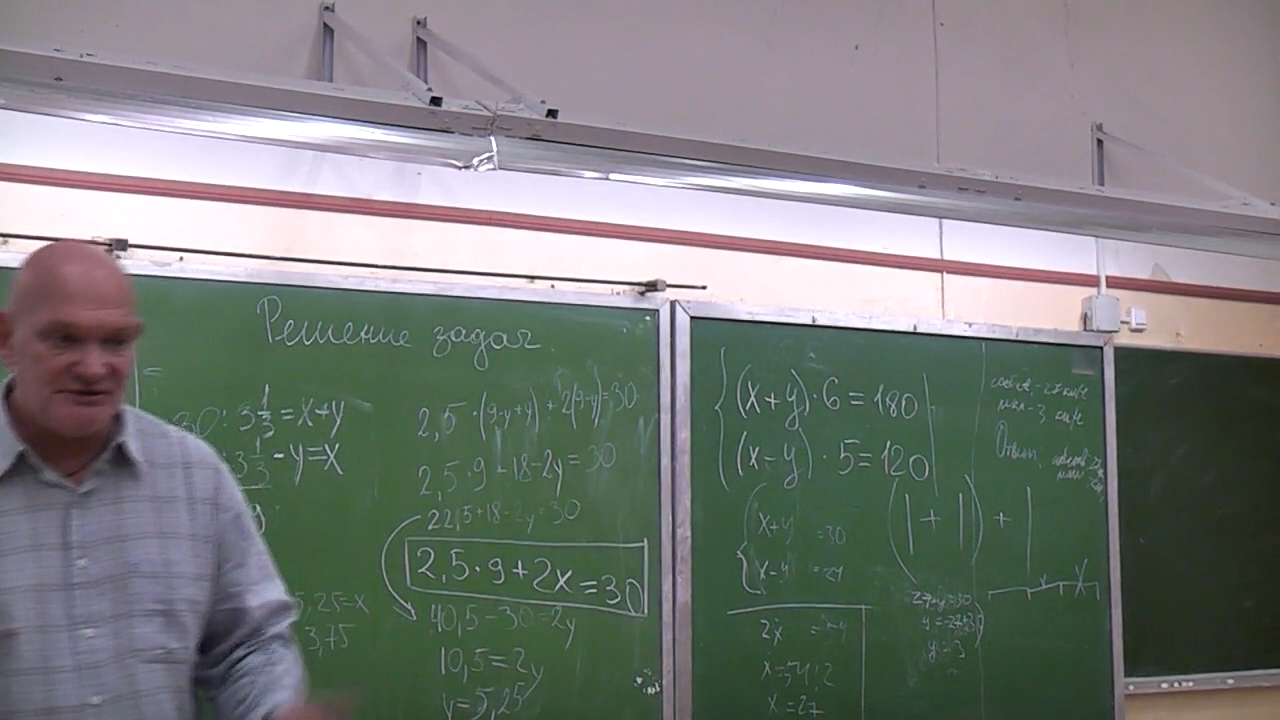 Решение задач
30 : 3 1/3 = x + y
: 3 1/3 - y = x
9
5,25 = x
3,75
2,5 · (9 - y + y) + 2(9 - y) = 30
2,5 · 9 + 18 - 2y = 30
22,5 + 18 - 2y = 30
2,5 · 9 + 2x = 30
40,5 - 30 = 2y
10,5 = 2y
y = 5,25
(x + y) · 6 = 180
(x - y) · 5 = 120
x + y = 30
x - y = 24
2x = 54
x = 54 : 2
x = 27
27 + y = 30
y = -27 + 30
y = 3
- 27 км/ч
- 3 км/ч
Ответ
( | + | ) + |